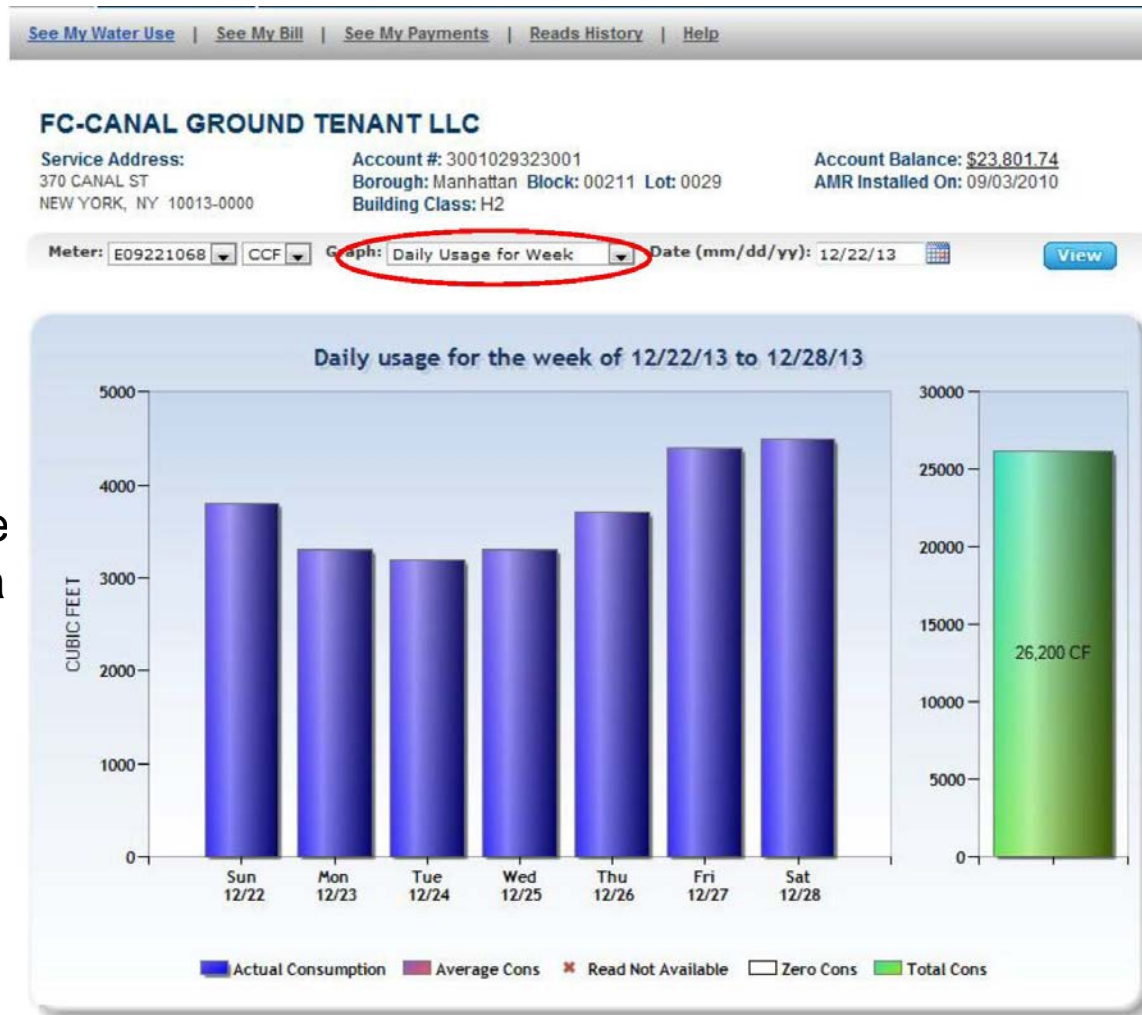 See My Water Use | See My Bill | See My Payments | Reads History | Help
FC-CANAL GROUND TENANT LLC
Service Address:
370 CANAL ST
NEW YORK, NY 10013-0000
Account #: 3001029323001
Borough: Manhattan Block: 00211 Lot: 0029
Building Class: H2
Account Balance: $23,801.74
AMR Installed On: 09/03/2010
Meter: E09221068 CCF Graph: Daily Usage for Week Date (mm/dd/yy): 12/22/13 View
Daily usage for the week of 12/22/13 to 12/28/13
e
a
CUBIC FEET
5000
4000
3000
2000
1000
0
Sun 12/22
Mon 12/23
Tue 12/24
Wed 12/25
Thu 12/26
Fri 12/27
Sat 12/28
30000
25000
20000
15000
10000
5000
0
26,200 CF
Actual Consumption Average Cons Read Not Available Zero Cons Total Cons